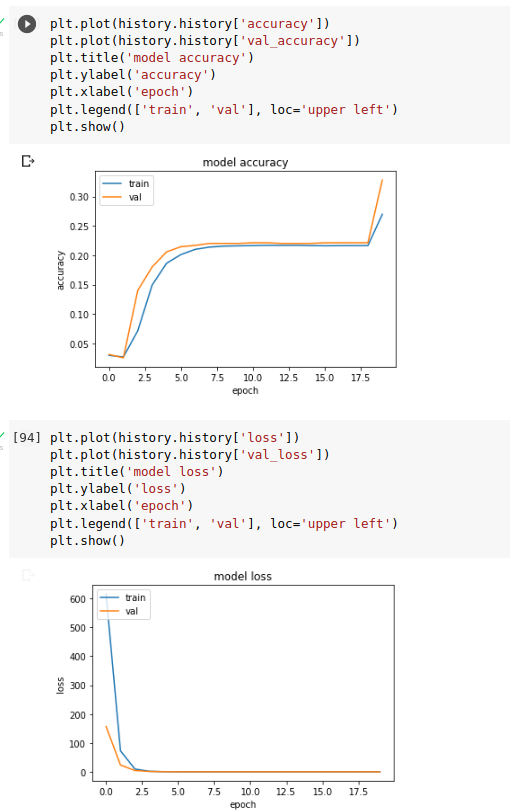 plt.plot(history.history['accuracy'])
plt.plot(history.history['val_accuracy'])
plt.title('model accuracy')
plt.ylabel('accuracy')
plt.xlabel('epoch')
plt.legend(['train', 'val'], loc='upper left')
plt.show()
model accuracy
train
val
0.30
0.25
0.20
0.15
0.10
0.05
accuracy
0.0 2.5 5.0 7.5 10.0 12.5 15.0 17.5
epoch
[94] plt.plot(history.history['loss'])
plt.plot(history.history['val_loss'])
plt.title('model loss')
plt.ylabel('loss')
plt.xlabel('epoch')
plt.legend(['train', 'val'], loc='upper left')
plt.show()
model loss
train
val
600
500
400
300
200
100
0
loss
0.0 2.5 5.0 7.5 10.0 12.5 15.0 17.5
epoch